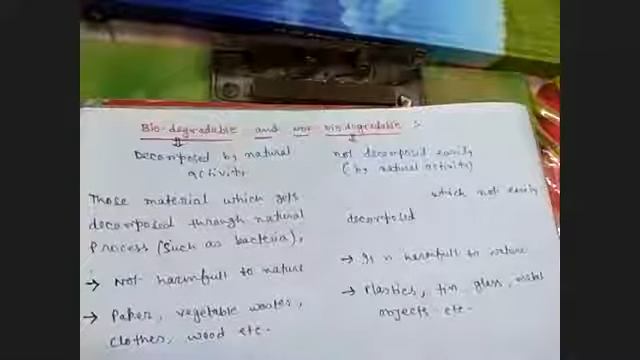 Bio-degradable and non biodegradable :
Decomposed by natural
activity
Those material which gets
decomposed through natural
Process (such as bacteria),
→ Not harmfull to nature
→ Paper, vegetable wastes,
clothes, wood etc.
not decomposed easily
(by natural activity)
which not easily
decomposed
→ It is harmfull to nature
→ Plastics, tin, glass, metal
objects etc.